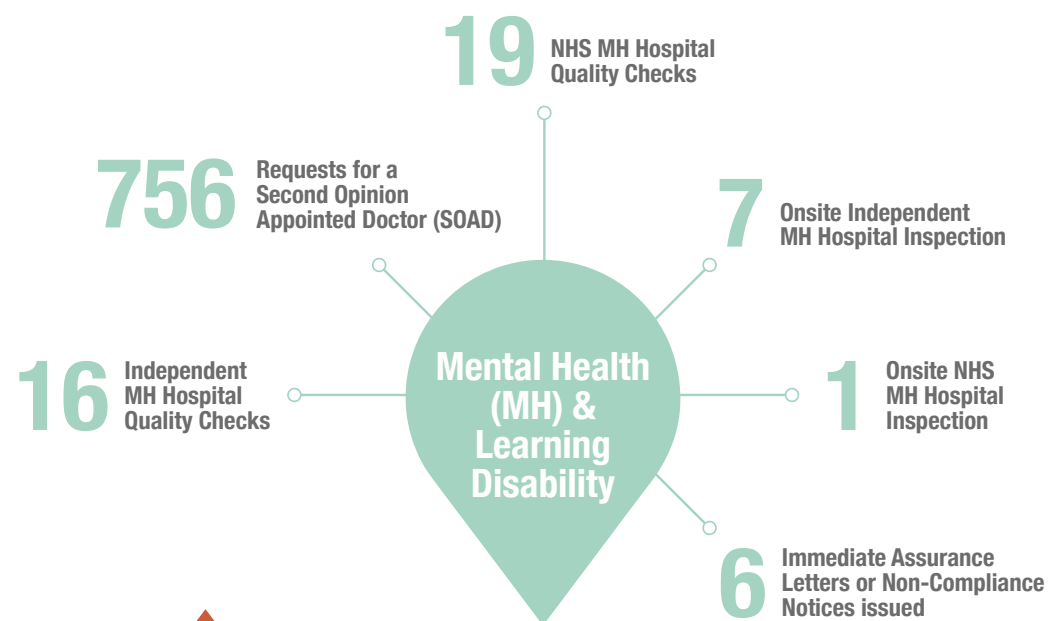 19
NHS MH Hospital
Quality Checks
756
Requests for a
Second Opinion
Appointed Doctor (SOAD)
7
Onsite Independent
MH Hospital Inspection
16
Independent
MH Hospital
Quality Checks
Mental Health
(MH) &
Learning
Disability
1
Onsite NHS
MH Hospital
Inspection
6
Immediate Assurance
Letters or Non-Compliance
Notices issued